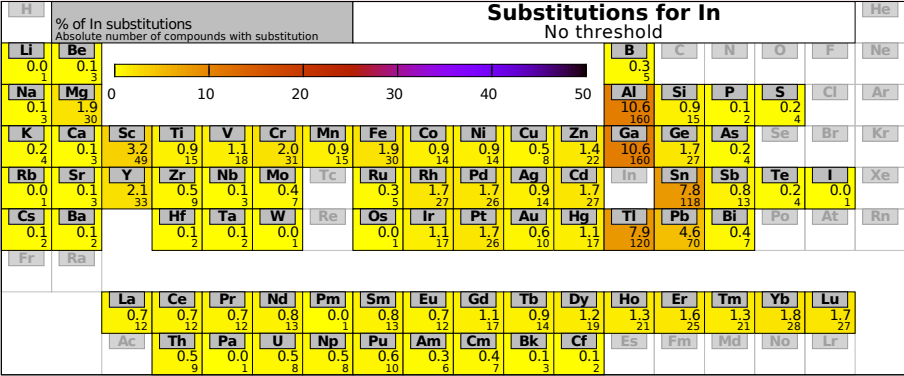 H He
% of In substitutions
Absolute number of compounds with substitution
Substitutions for In
No threshold
Li Be B C N O F Ne
0.0 0.1 0.3
1 3 5
0 10 20 30 40 50
Na Mg Al Si P S Cl Ar
0.1 1.9 10.6 0.9 0.1 0.2
3 30 160 15 2 4
K Ca Sc Ti V Cr Mn Fe Co Ni Cu Zn Ga Ge As Se Br Kr
0.2 0.1 3.2 0.9 1.1 2.0 0.9 1.9 0.9 0.9 0.5 1.4 10.6 1.7 0.2
4 3 49 15 18 31 15 30 14 14 8 22 160 27 4
Rb Sr Y Zr Nb Mo Tc Ru Rh Pd Ag Cd In Sn Sb Te I Xe
0.0 0.1 2.1 0.5 0.1 0.4 0.3 1.7 1.7 0.9 1.7 7.8 0.8 0.2 0.0
1 3 33 9 3 7 5 27 26 14 27 118 13 4 1
Cs Ba Hf Ta W Re Os Ir Pt Au Hg Tl Pb Bi Po At Rn
0.1 0.1 0.1 0.1 0.0 0.0 1.1 1.7 0.6 1.1 7.9 4.6 0.4
2 2 2 2 1 1 17 26 10 17 120 70 7
Fr Ra
La Ce Pr Nd Pm Sm Eu Gd Tb Dy Ho Er Tm Yb Lu
0.7 0.7 0.7 0.8 0.0 0.8 0.7 1.1 0.9 1.2 1.3 1.6 1.3 1.8 1.7
12 12 12 13 1 13 12 17 14 19 21 25 21 28 27
Ac Th Pa U Np Pu Am Cm Bk Cf Es Fm Md No Lr
0.5 0.0 0.5 0.5 0.6 0.3 0.4 0.1 0.1
9 1 8 8 10 6 7 3 2